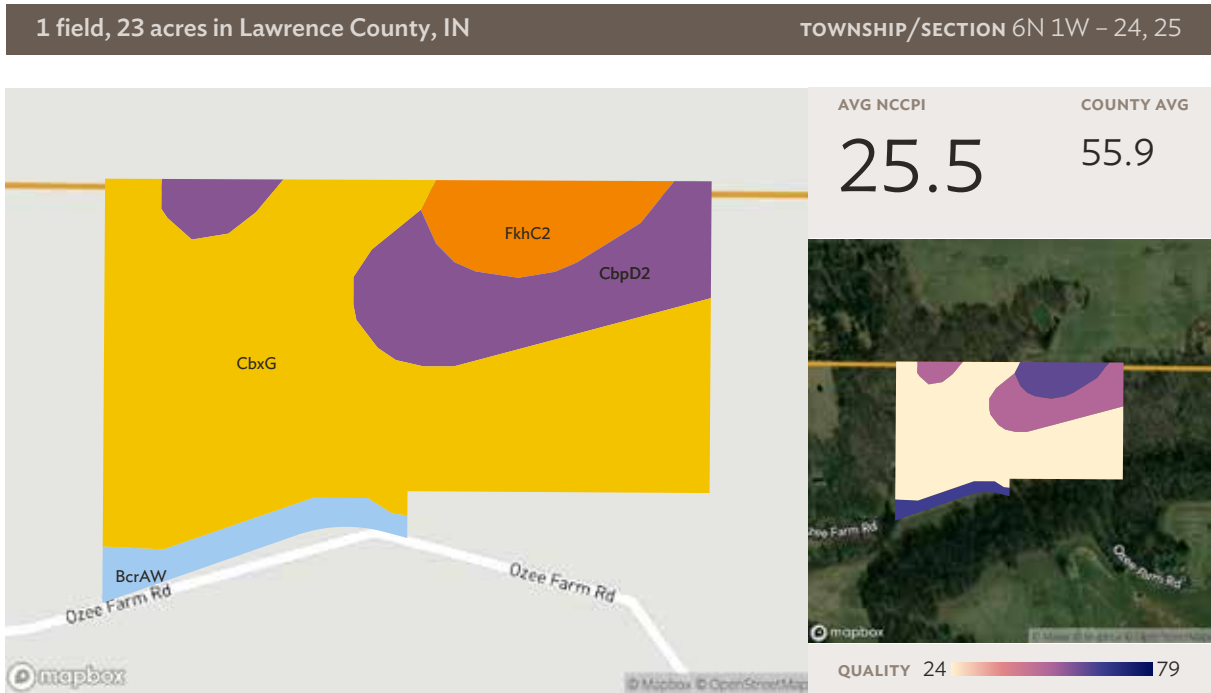 1 field, 23 acres in Lawrence County, IN
TOWNSHIP/SECTION 6N 1W – 24, 25
AVG NCCPI
COUNTY AVG
25.5
55.9
FkhC2
CbpD2
CbxG
BcrAW
Ozee Farm Rd
Ozee Farm Rd
mapbox
© Mapbox © OpenStreetMap
zee Farm Rd
Ozee Farm Rd
mapbox
QUALITY 24
79